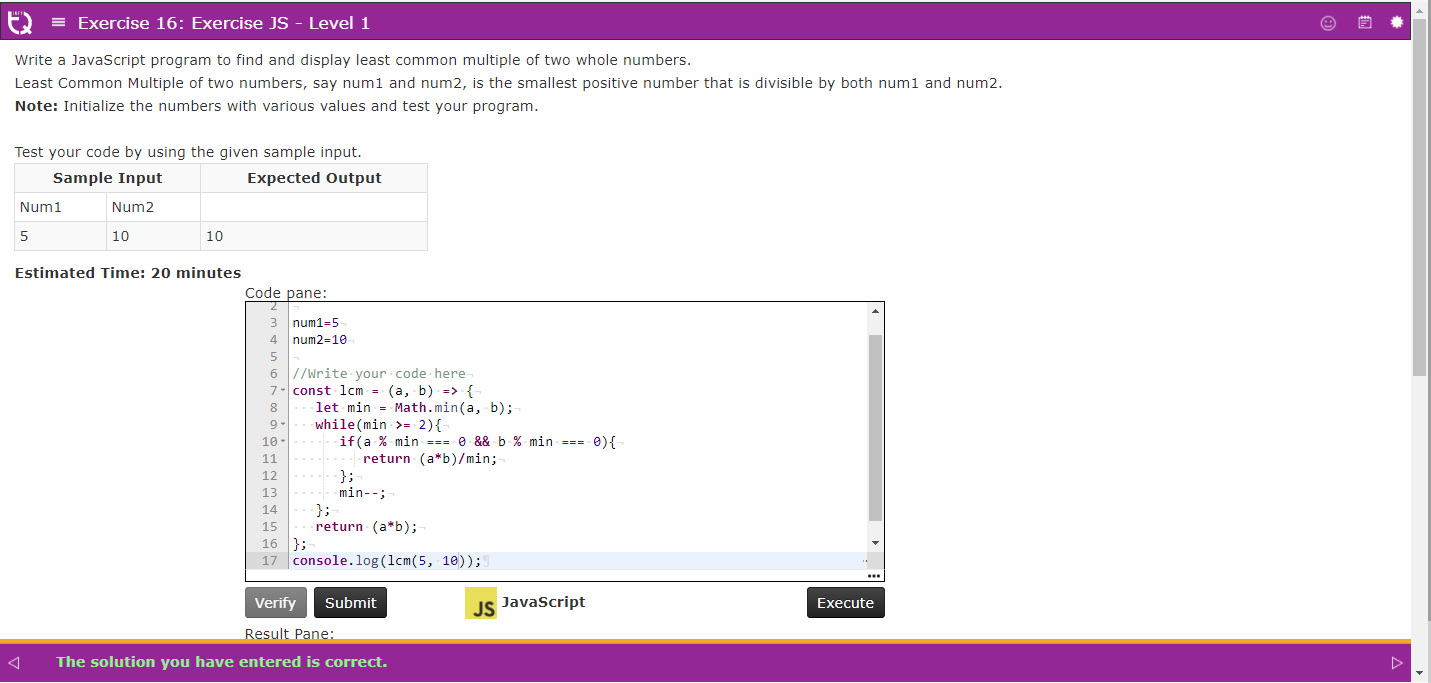 Exercise 16: Exercise JS - Level 1
Write a JavaScript program to find and display least common multiple of two whole numbers.
Least Common Multiple of two numbers, say num1 and num2, is the smallest positive number that is divisible by both num1 and num2.
Note: Initialize the numbers with various values and test your program.
Test your code by using the given sample input.
Sample Input Expected Output
Num1 Num2
5 10 10
Estimated Time: 20 minutes
Code pane:
2
3 num1=5
4 num2=10
5
6 //Write your code here
7 const lcm = (a, b) => {
8 let min = Math.min(a, b);
9 while(min >= 2){
10 if(a % min === 0 && b % min === 0){
11 return (a*b)/min;
12 };
13 min--;
14 };
15 return (a*b);
16 };
17 console.log(lcm(5, 10));
Verify Submit JS JavaScript Execute
Result Pane:
The solution you have entered is correct.